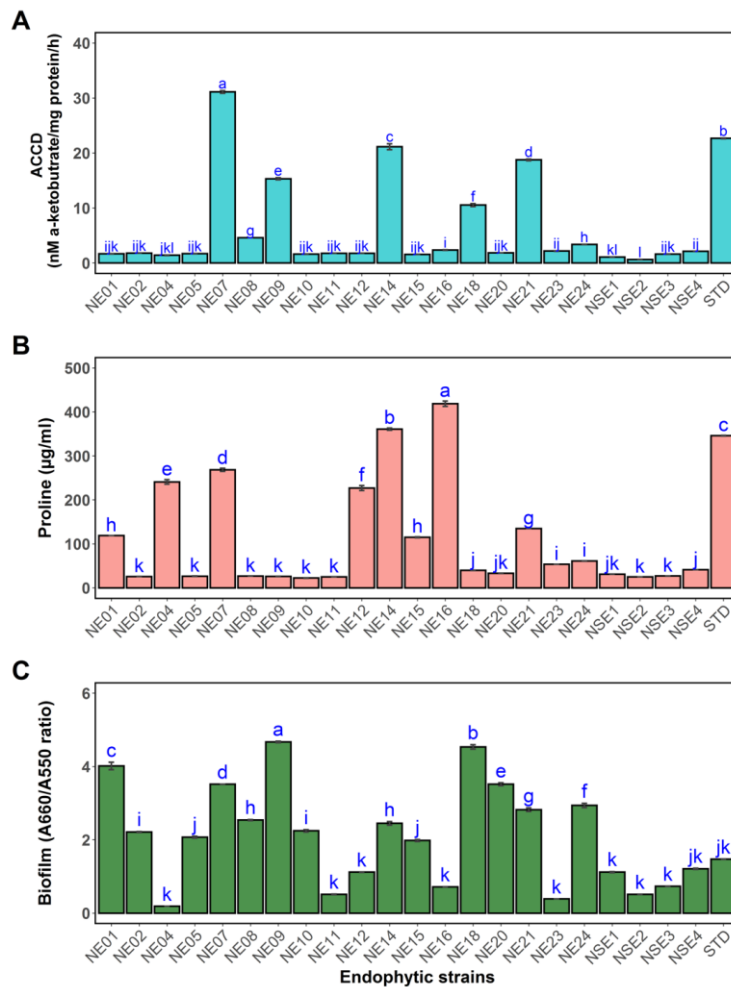 A
ACCD
(nM a-ketobutrate/mg protein/h)
40
30
20
10
0
ijk ijk jkl ijk a g e ijk ijk ijk c ijk i f ijk d ij h kl l ijk ij b
NE01 NE02 NE04 NE05 NE07 NE08 NE09 NE10 NE11 NE12 NE14 NE15 NE16 NE18 NE20 NE21 NE23 NE24 NSE1 NSE2 NSE3 NSE4 STD
B
Proline (µg/ml)
500
400
300
200
100
0
h k e k d k k k k f b h a j jk g i i jk k k j c
NE01 NE02 NE04 NE05 NE07 NE08 NE09 NE10 NE11 NE12 NE14 NE15 NE16 NE18 NE20 NE21 NE23 NE24 NSE1 NSE2 NSE3 NSE4 STD
C
Biofilm (A660/A550 ratio)
6
4
2
0
c i k j d h a i k k h j k b e g k f k k k jk jk
NE01 NE02 NE04 NE05 NE07 NE08 NE09 NE10 NE11 NE12 NE14 NE15 NE16 NE18 NE20 NE21 NE23 NE24 NSE1 NSE2 NSE3 NSE4 STD
Endophytic strains